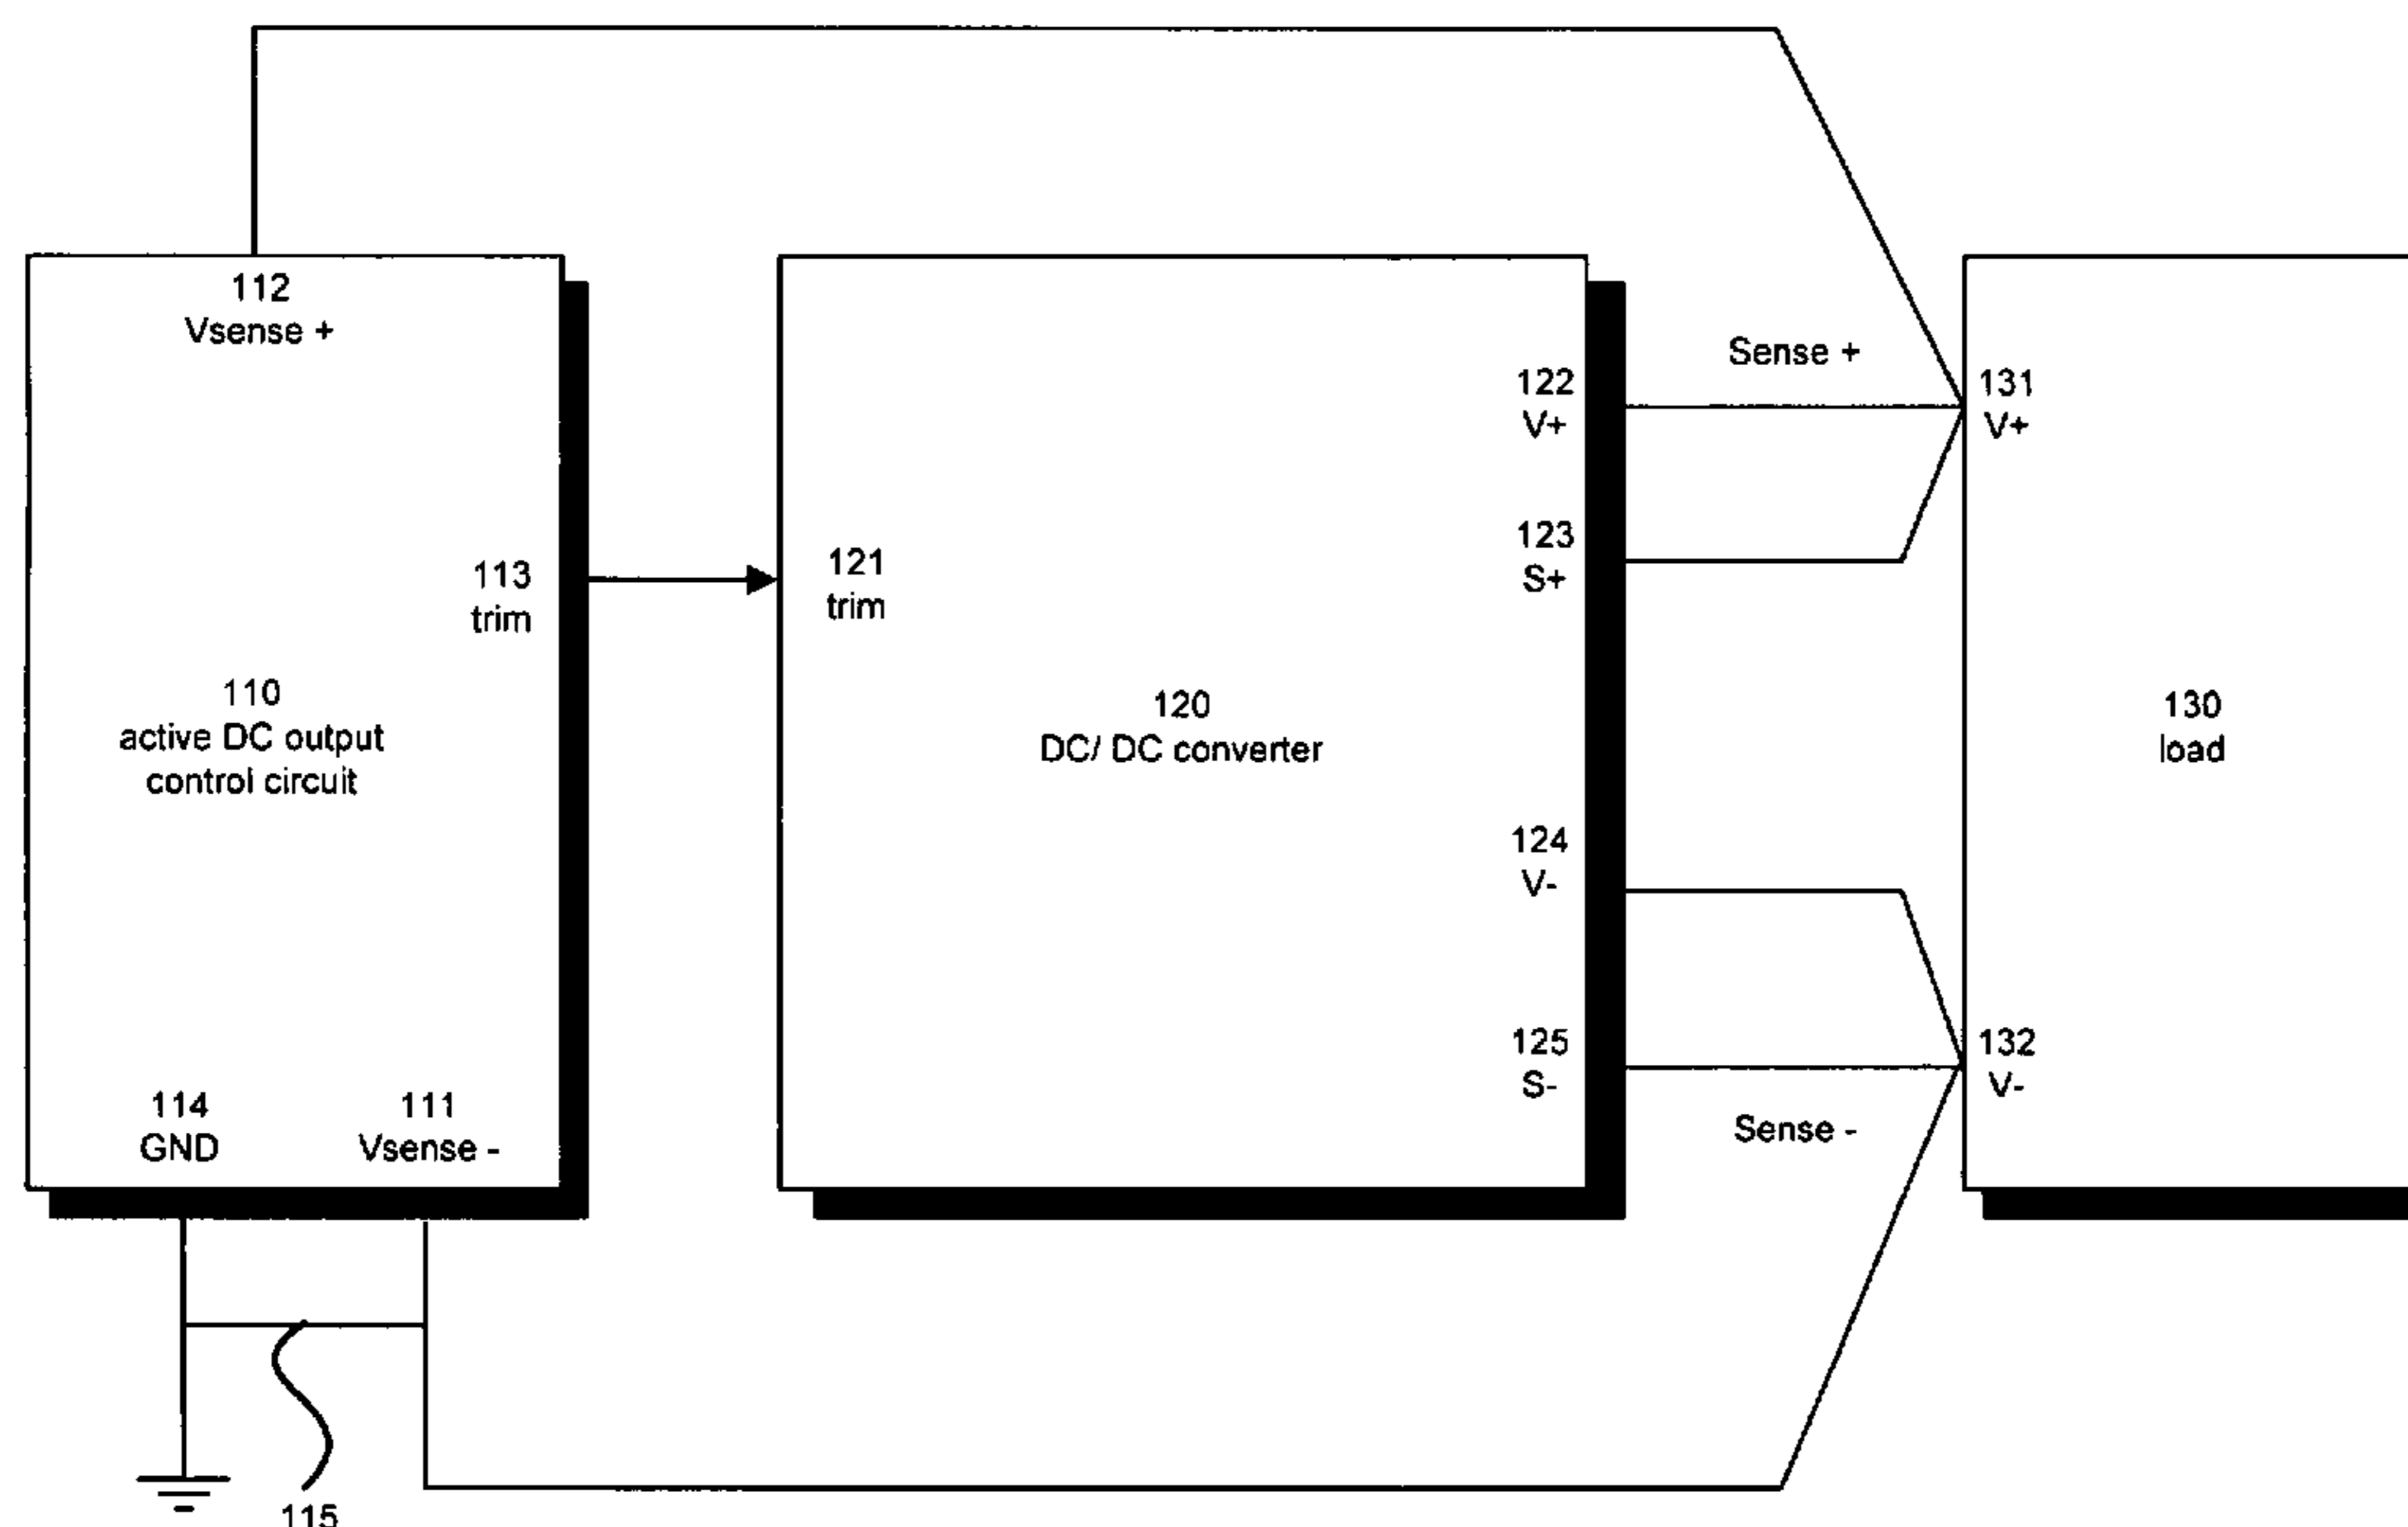 112
Vsense +
113
trim
110
active DC output
control circuit
114
GND
111
Vsense -
115
121
trim
120
DC/ DC converter
122
V+
123
S+
124
V-
125
S-
Sense +
Sense -
131
V+
130
load
132
V-